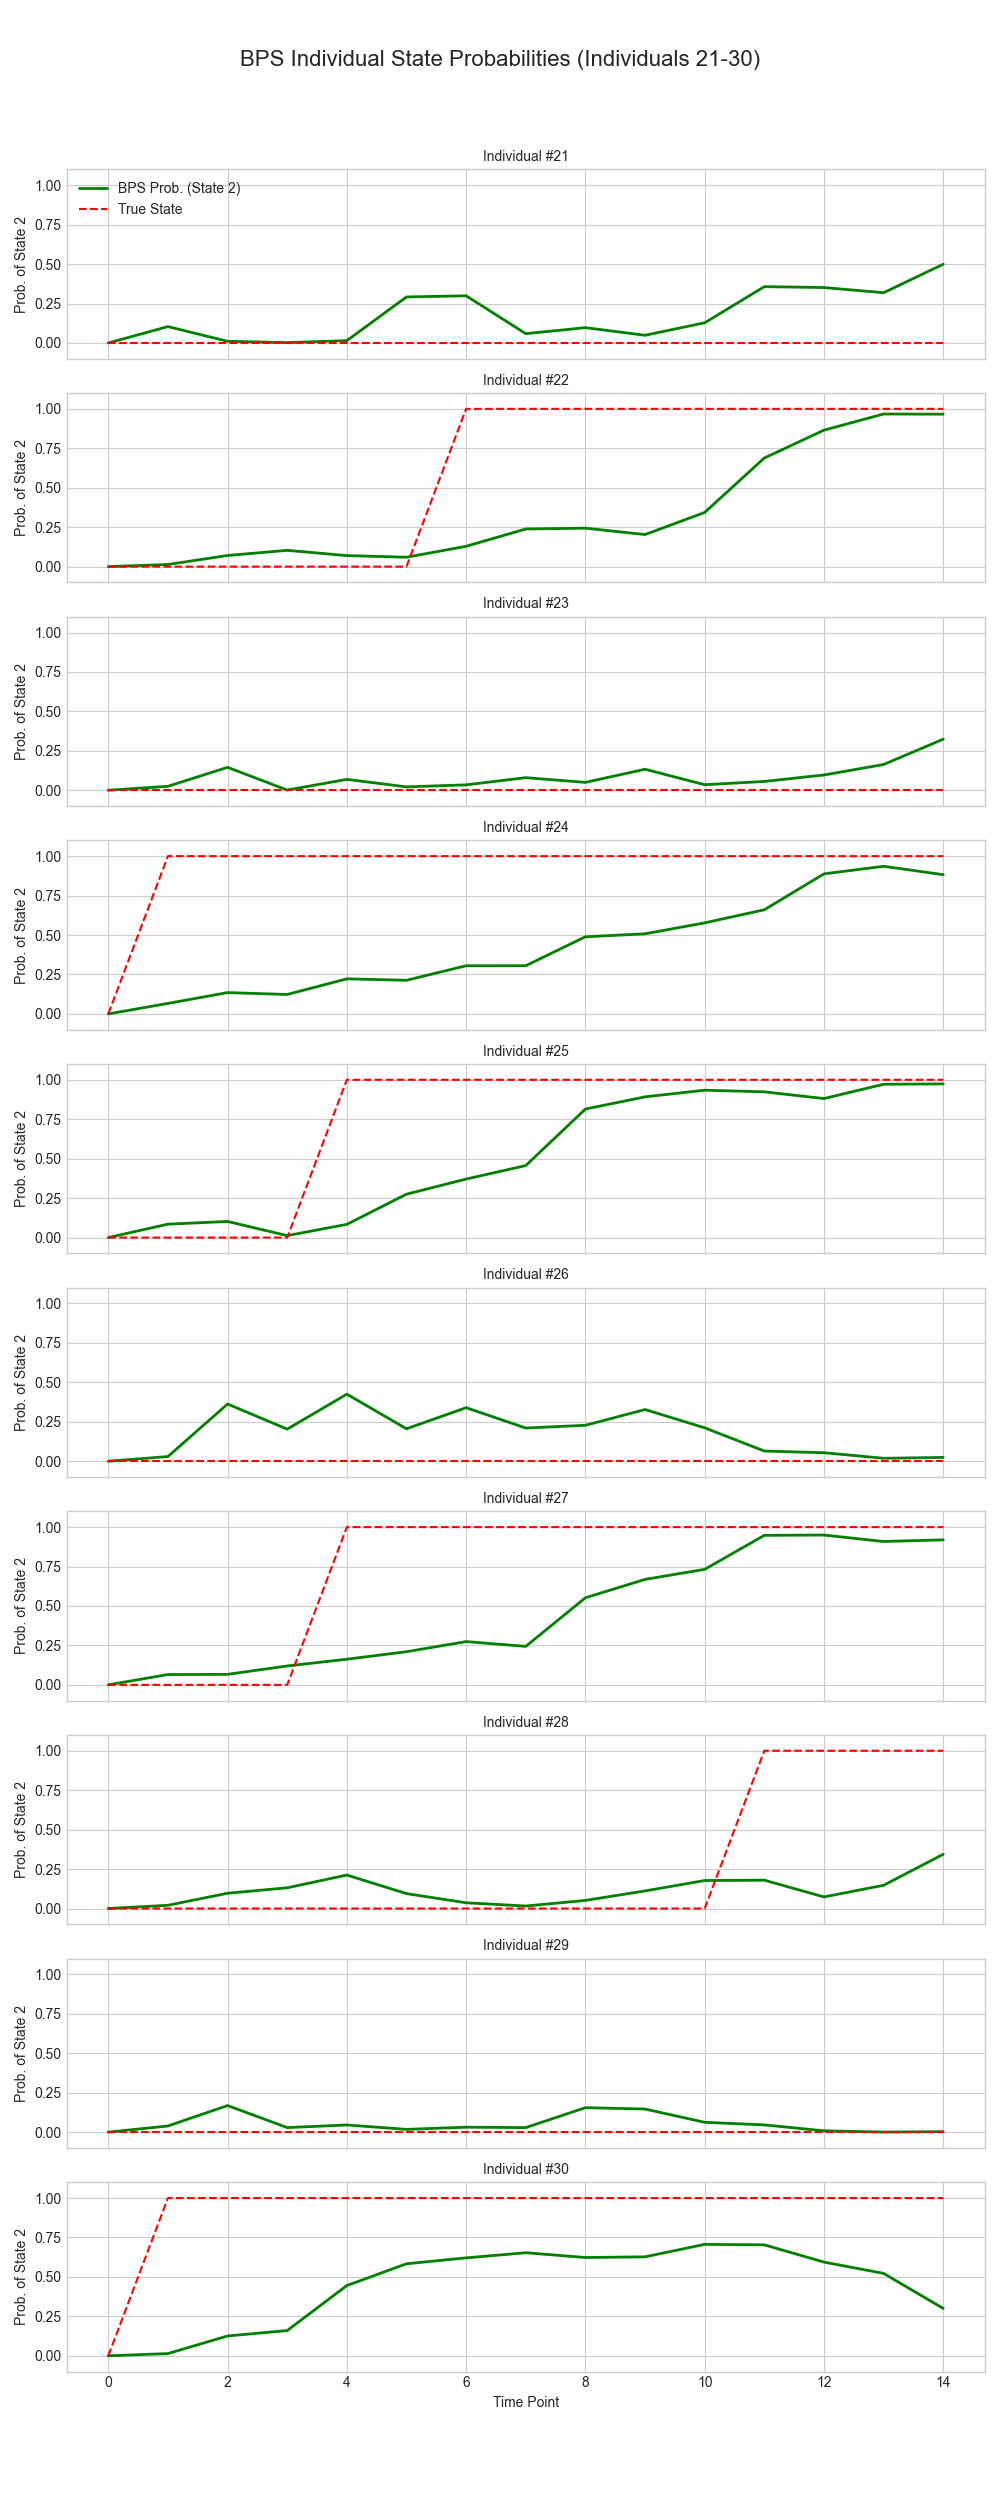 BPS Individual State Probabilities (Individuals 21-30)
Individual #21
BPS Prob. (State 2)
True State
Prob. of State 2
1.00
0.75
0.50
0.25
0.00
Individual #22
Prob. of State 2
1.00
0.75
0.50
0.25
0.00
Individual #23
Prob. of State 2
1.00
0.75
0.50
0.25
0.00
Individual #24
Prob. of State 2
1.00
0.75
0.50
0.25
0.00
Individual #25
Prob. of State 2
1.00
0.75
0.50
0.25
0.00
Individual #26
Prob. of State 2
1.00
0.75
0.50
0.25
0.00
Individual #27
Prob. of State 2
1.00
0.75
0.50
0.25
0.00
Individual #28
Prob. of State 2
1.00
0.75
0.50
0.25
0.00
Individual #29
Prob. of State 2
1.00
0.75
0.50
0.25
0.00
Individual #30
Prob. of State 2
1.00
0.75
0.50
0.25
0.00
0 2 4 6 8 10 12 14
Time Point